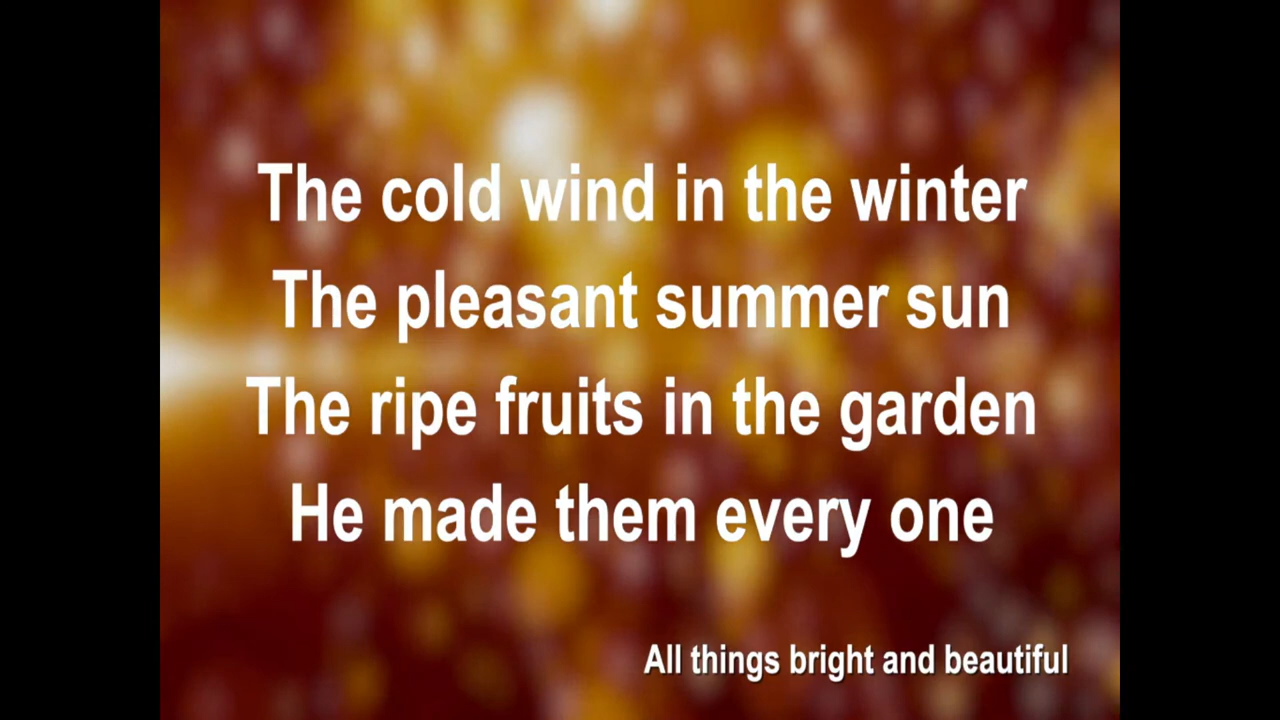 The cold wind in the winter
The pleasant summer sun
The ripe fruits in the garden
He made them every one
All things bright and beautiful